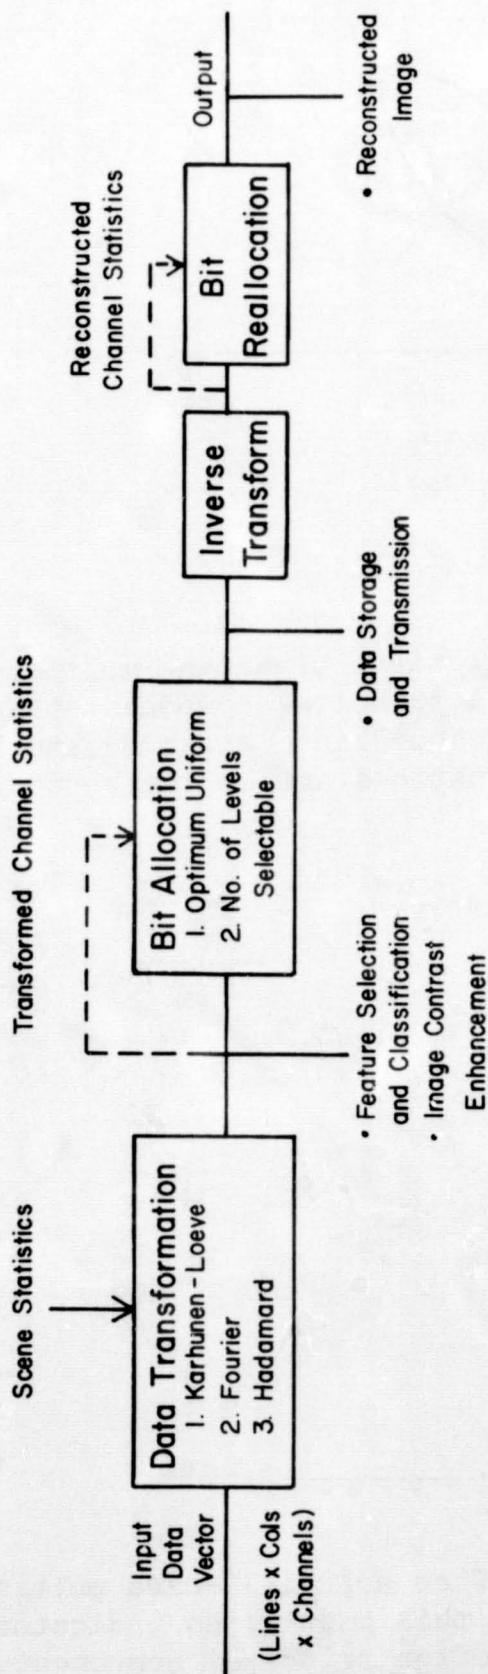 Scene Statistics
Transformed Channel Statistics
Reconstructed
Channel Statistics
Input
Data
Vector
(Lines x Cols
x Channels)
Data Transformation
1. Karhunen-Loeve
2. Fourier
3. Hadamard
• Feature Selection
and Classification
• Image Contrast
Enhancement
Bit Allocation
1. Optimum Uniform
2. No. of Levels
Selectable
• Data Storage
and Transmission
Inverse
Transform
Bit
Reallocation
Output
• Reconstructed
Image